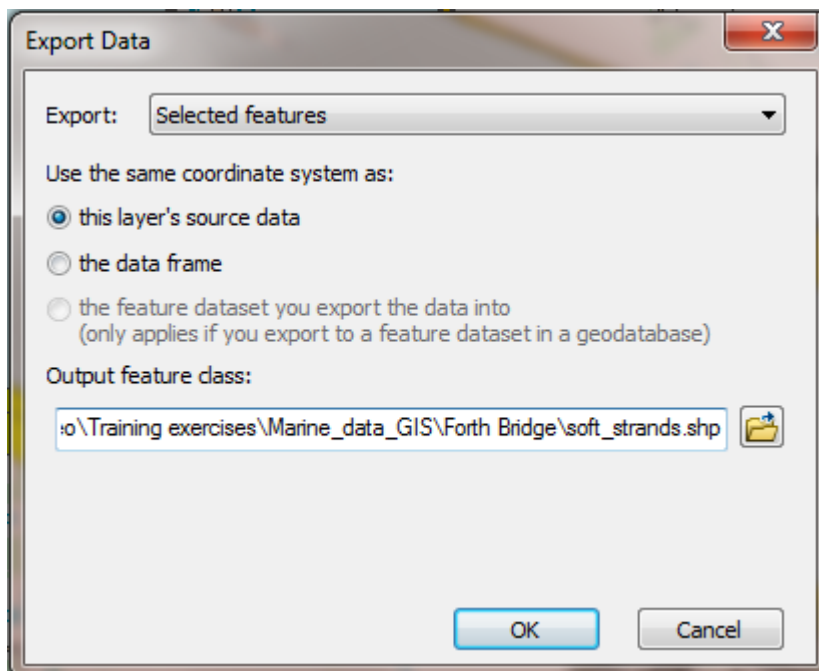 Export Data
Export: Selected features
Use the same coordinate system as:
this layer's source data
the data frame
the feature dataset you export the data into
(only applies if you export to a feature dataset in a geodatabase)
Output feature class:
\Training exercises\Marine_data_GIS\Forth Bridge\soft_strands.shp
OK Cancel